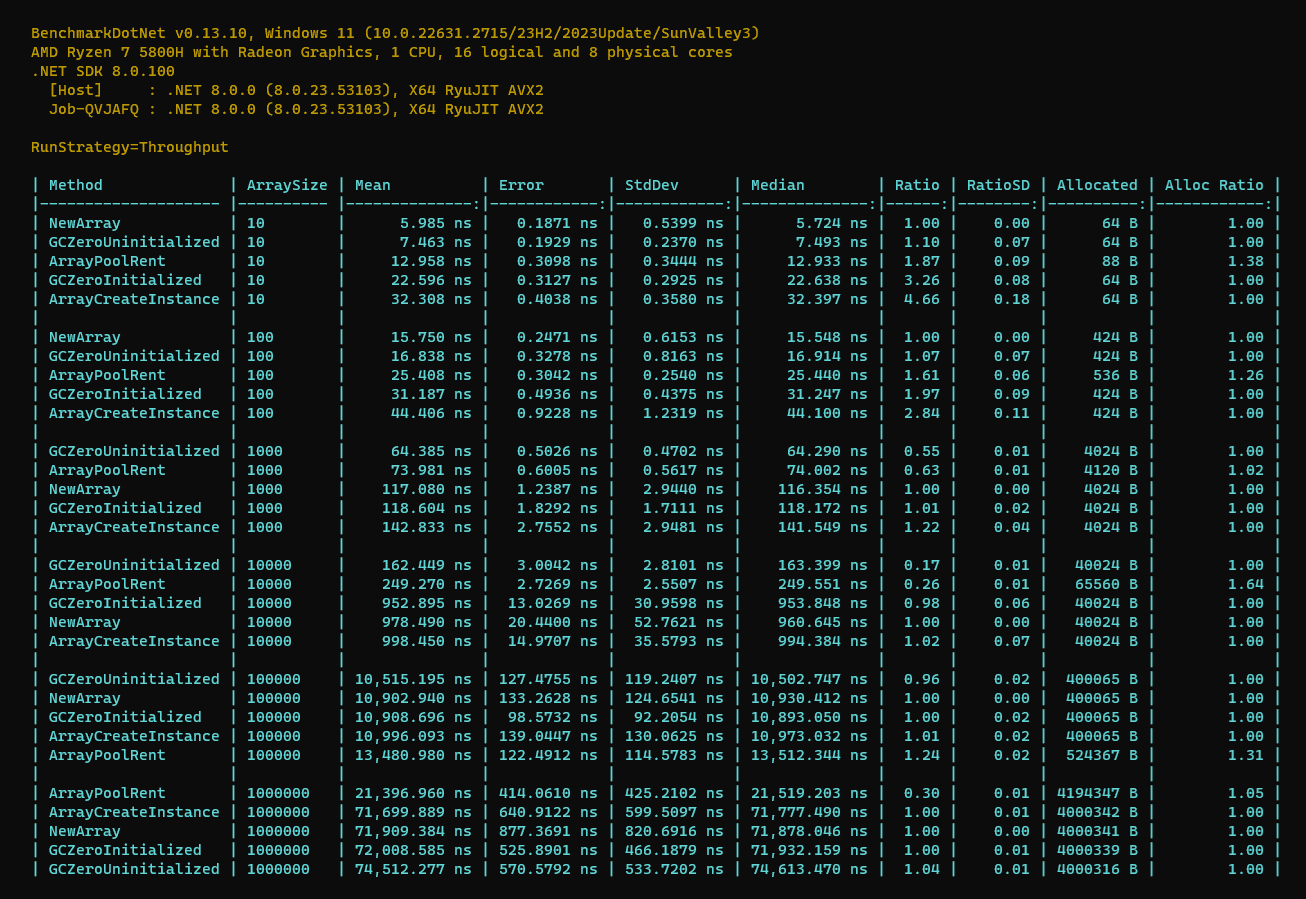 BenchmarkDotNet v0.13.10, Windows 11 (10.0.22631.2715/23H2/2023Update/SunValley3)
AMD Ryzen 7 5800H with Radeon Graphics, 1 CPU, 16 logical and 8 physical cores
.NET SDK 8.0.100
  [Host]     : .NET 8.0.0 (8.0.23.53103), X64 RyuJIT AVX2
  Job-QVJAFQ : .NET 8.0.0 (8.0.23.53103), X64 RyuJIT AVX2

RunStrategy=Throughput

| Method             | ArraySize | Mean          | Error       | StdDev      | Median        | Ratio | RatioSD | Allocated | Alloc Ratio |
|------------------- |---------- |--------------:|------------:|------------:|--------------:|------:|--------:|----------:|------------:|
| NewArray           | 10        |      5.985 ns |   0.1871 ns |   0.5399 ns |      5.724 ns |  1.00 |    0.00 |      64 B |        1.00 |
| GCZeroUninitialized | 10        |      7.463 ns |   0.1929 ns |   0.2370 ns |      7.493 ns |  1.10 |    0.07 |      64 B |        1.00 |
| ArrayPoolRent      | 10        |     12.958 ns |   0.3098 ns |   0.3444 ns |     12.933 ns |  1.87 |    0.09 |      88 B |        1.38 |
| GCZeroInitialized  | 10        |     22.596 ns |   0.3127 ns |   0.2925 ns |     22.638 ns |  3.26 |    0.08 |      64 B |        1.00 |
| ArrayCreateInstance | 10        |     32.308 ns |   0.4038 ns |   0.3580 ns |     32.397 ns |  4.66 |    0.18 |      64 B |        1.00 |
|                    |           |               |             |             |               |       |         |           |             |
| NewArray           | 100       |     15.750 ns |   0.2471 ns |   0.6153 ns |     15.548 ns |  1.00 |    0.00 |     424 B |        1.00 |
| GCZeroUninitialized | 100       |     16.838 ns |   0.3278 ns |   0.8163 ns |     16.914 ns |  1.07 |    0.07 |     424 B |        1.00 |
| ArrayPoolRent      | 100       |     25.408 ns |   0.3042 ns |   0.2540 ns |     25.440 ns |  1.61 |    0.06 |     536 B |        1.26 |
| GCZeroInitialized  | 100       |     31.187 ns |   0.4936 ns |   0.4375 ns |     31.247 ns |  1.97 |    0.09 |     424 B |        1.00 |
| ArrayCreateInstance | 100       |     44.406 ns |   0.9228 ns |   1.2319 ns |     44.100 ns |  2.84 |    0.11 |     424 B |        1.00 |
|                    |           |               |             |             |               |       |         |           |             |
| GCZeroUninitialized | 1000      |     64.385 ns |   0.5026 ns |   0.4702 ns |     64.290 ns |  0.55 |    0.01 |    4024 B |        1.00 |
| ArrayPoolRent      | 1000      |     73.981 ns |   0.6005 ns |   0.5617 ns |     74.002 ns |  0.63 |    0.01 |    4120 B |        1.02 |
| NewArray           | 1000      |    117.080 ns |   1.2387 ns |   2.9440 ns |    116.354 ns |  1.00 |    0.00 |    4024 B |        1.00 |
| GCZeroInitialized  | 1000      |    118.604 ns |   1.8292 ns |   1.7111 ns |    118.172 ns |  1.01 |    0.02 |    4024 B |        1.00 |
| ArrayCreateInstance | 1000      |    142.833 ns |   2.7552 ns |   2.9481 ns |    141.549 ns |  1.22 |    0.04 |    4024 B |        1.00 |
|                    |           |               |             |             |               |       |         |           |             |
| GCZeroUninitialized | 10000     |    162.449 ns |   3.0042 ns |   2.8101 ns |    163.399 ns |  0.17 |    0.01 |   40024 B |        1.00 |
| ArrayPoolRent      | 10000     |    249.270 ns |   2.7269 ns |   2.5507 ns |    249.551 ns |  0.26 |    0.01 |   65560 B |        1.64 |
| GCZeroInitialized  | 10000     |    952.895 ns |  13.0269 ns |  30.9598 ns |    953.848 ns |  0.98 |    0.06 |   40024 B |        1.00 |
| NewArray           | 10000     |    978.490 ns |  20.4400 ns |  52.7621 ns |    960.645 ns |  1.00 |    0.00 |   40024 B |        1.00 |
| ArrayCreateInstance | 10000     |    998.450 ns |  14.9707 ns |  35.5793 ns |    994.384 ns |  1.02 |    0.07 |   40024 B |        1.00 |
|                    |           |               |             |             |               |       |         |           |             |
| GCZeroUninitialized | 100000    | 10,515.195 ns | 127.4755 ns | 119.2407 ns | 10,502.747 ns |  0.96 |    0.02 |  400065 B |        1.00 |
| NewArray           | 100000    | 10,902.940 ns | 133.2628 ns | 124.6541 ns | 10,930.412 ns |  1.00 |    0.00 |  400065 B |        1.00 |
| GCZeroInitialized  | 100000    | 10,908.696 ns |  98.5732 ns |  92.2054 ns | 10,893.050 ns |  1.00 |    0.02 |  400065 B |        1.00 |
| ArrayCreateInstance | 100000    | 10,996.093 ns | 139.0447 ns | 130.0625 ns | 10,973.032 ns |  1.01 |    0.02 |  400065 B |        1.00 |
| ArrayPoolRent      | 100000    | 13,480.980 ns | 122.4912 ns | 114.5783 ns | 13,512.344 ns |  1.24 |    0.02 |  524367 B |        1.31 |
|                    |           |               |             |             |               |       |         |           |             |
| ArrayPoolRent      | 1000000   | 21,396.960 ns | 414.0610 ns | 425.2102 ns | 21,519.203 ns |  0.30 |    0.01 | 4194347 B |        1.05 |
| ArrayCreateInstance | 1000000   | 71,699.889 ns | 640.9122 ns | 599.5097 ns | 71,777.490 ns |  1.00 |    0.01 | 4000342 B |        1.00 |
| NewArray           | 1000000   | 71,909.384 ns | 877.3691 ns | 820.6916 ns | 71,878.046 ns |  1.00 |    0.00 | 4000341 B |        1.00 |
| GCZeroInitialized  | 1000000   | 72,008.585 ns | 525.8901 ns | 466.1879 ns | 71,932.159 ns |  1.00 |    0.01 | 4000339 B |        1.00 |
| GCZeroUninitialized | 1000000   | 74,512.277 ns | 570.5792 ns | 533.7202 ns | 74,613.470 ns |  1.04 |    0.01 | 4000316 B |        1.00 |